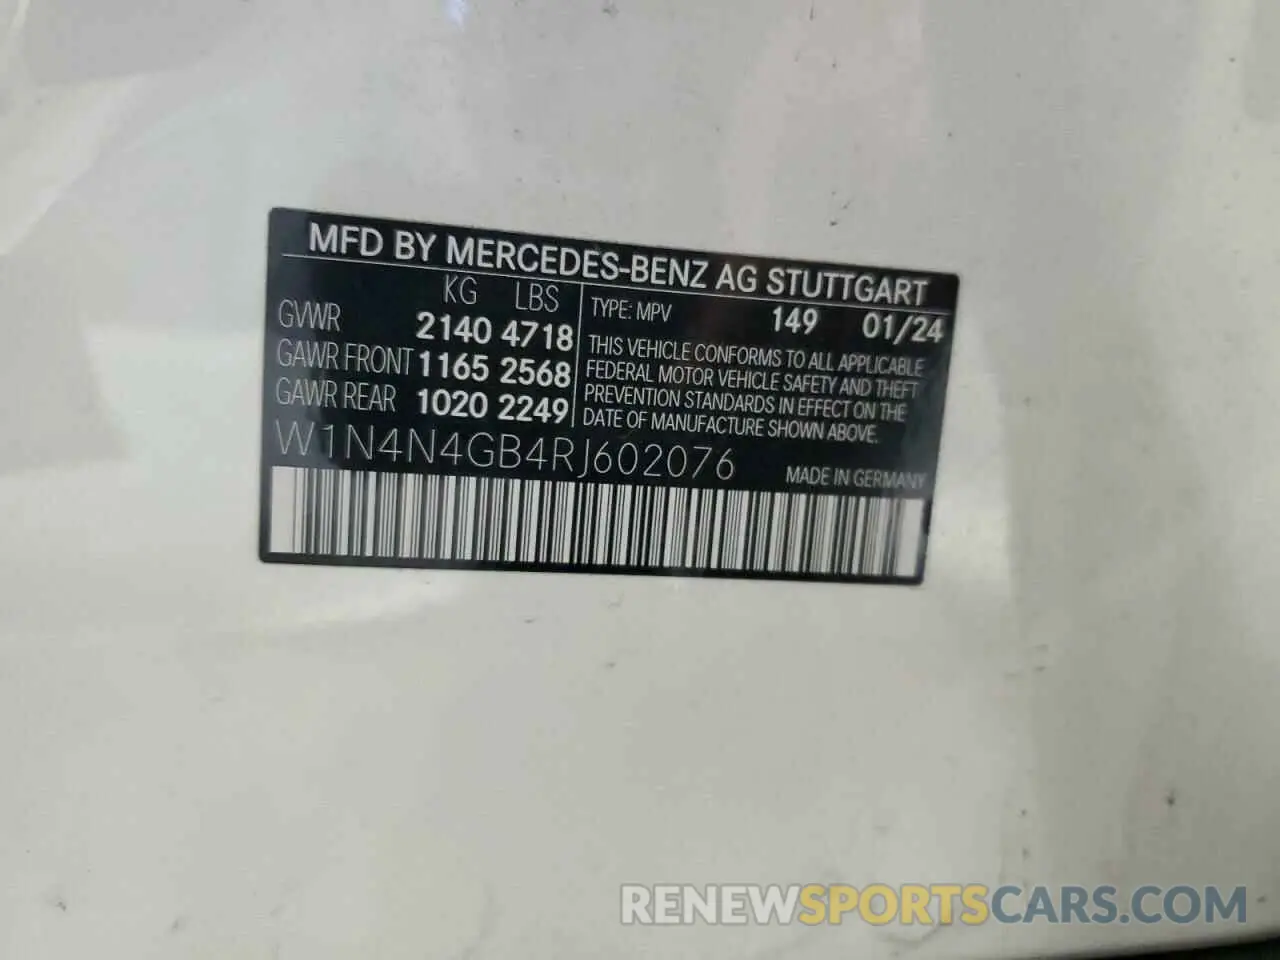 MFD BY MERCEDES-BENZ AG STUTTGART
KG LBS
GVWR 2140 4718
GAWR FRONT 1165 2568
GAWR REAR 1020 2249
TYPE: MPV 149 01/24
THIS VEHICLE CONFORMS TO ALL APPLICABLE
FEDERAL MOTOR VEHICLE SAFETY AND THEFT
PREVENTION STANDARDS IN EFFECT ON THE
DATE OF MANUFACTURE SHOWN ABOVE.
W1N4N4GB4RJ602076
MADE IN GERMANY
RENEWSPORTSCARS.COM